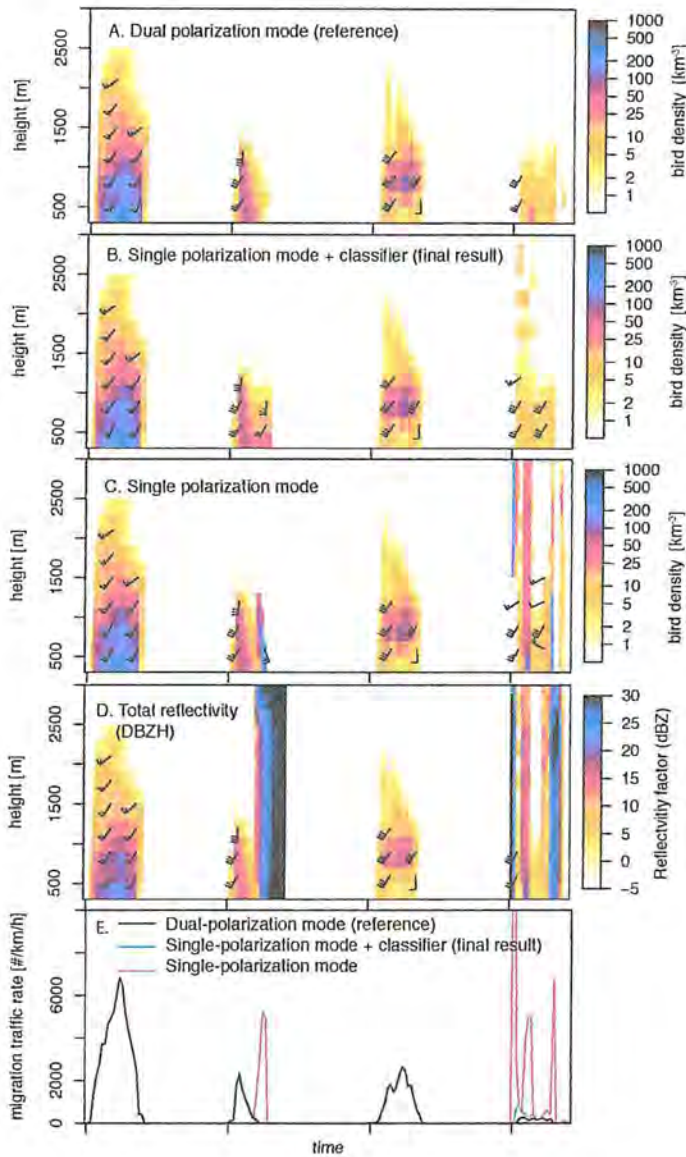 A. Dual polarization mode (reference)
height [m]
500
1500
2500
1000
500
200
100
50
25
10
5
2
1
bird density [km⁻³]
B. Single polarization mode + classifier (final result)
height [m]
500
1500
2500
1000
500
200
100
50
25
10
5
2
1
bird density [km⁻³]
C. Single polarization mode
height [m]
500
1500
2500
1000
500
200
100
50
25
10
5
2
1
bird density [km⁻³]
D. Total reflectivity
(DBZH)
height [m]
500
1500
2500
30
25
20
15
10
5
0
−5
Reflectvity factor (dBZ)
E.
Dual-polarization mode (reference)
Single-polarization mode + classifier (final result)
Single-polarization mode
migration traffic rate [#/km/h]
0
2000
6000
time